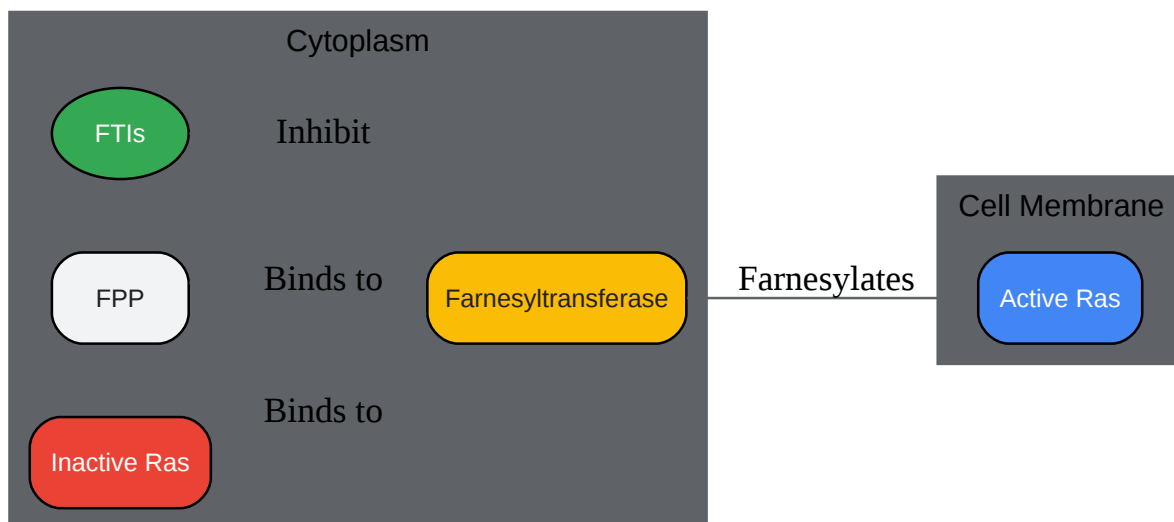 Cytoplasm
FTIs
Inhibit
Cell Membrane
FPP
Binds to
Farnesyltransferase
Farnesylates
Active Ras
Binds to
Inactive Ras